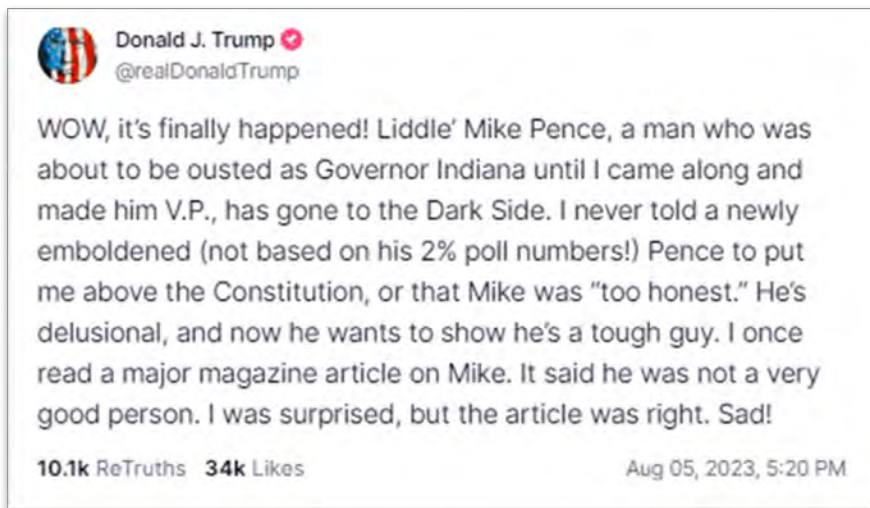 Donald J. Trump
@realDonaldTrump
WOW, it's finally happened! Liddle' Mike Pence, a man who was
about to be ousted as Governor Indiana until I came along and
made him V.P., has gone to the Dark Side. I never told a newly
emboldened (not based on his 2% poll numbers!) Pence to put
me above the Constitution, or that Mike was “too honest.” He's
delusional, and now he wants to show he's a tough guy. I once
read a major magazine article on Mike. It said he was not a very
good person. I was surprised, but the article was right. Sad!
10.1k ReTruths 34k Likes Aug 05, 2023, 5:20 PM